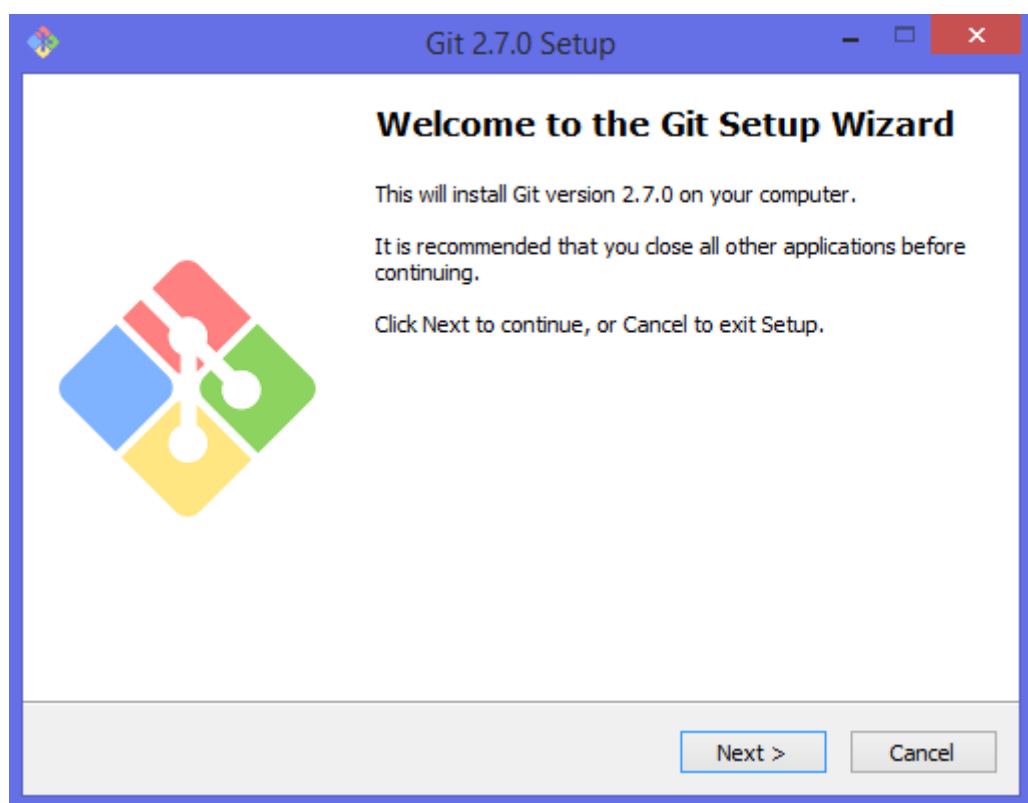 Git 2.7.0 Setup
Welcome to the Git Setup Wizard
This will install Git version 2.7.0 on your computer.
It is recommended that you close all other applications before
continuing.
Click Next to continue, or Cancel to exit Setup.
Next >
Cancel